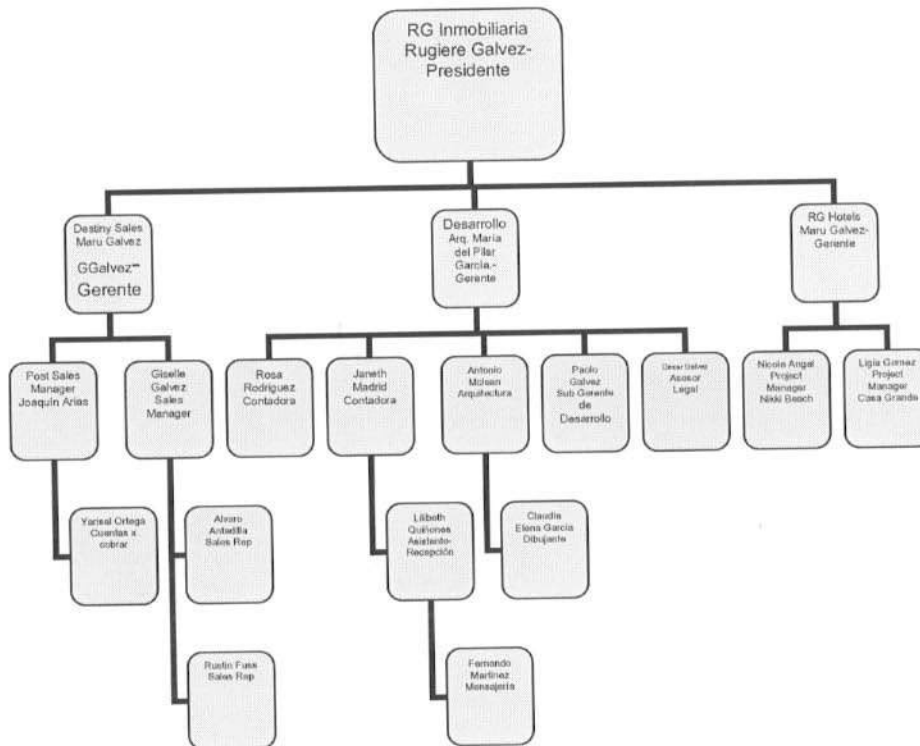 RG Inmobiliaria
Rugiere Galvez-
Presidente
Destiny Sales
Maru Galvez
GGalvez–
Gerente
Desarrollo
Arq. Maria
del Pilar
Garcia.-
Gerente
RG Hotels
Maru Galvez-
Gerente
Post Sales
Manager
Joaquin Arias
Giselle
Galvez
Sales
Manager
Rosa
Rodriguez
Contadora
Janeth
Madrid
Contadora
Antonio
Mclean
Arquitectura
Paolo
Galvez
Sub Gerente
de
Desarrollo
Galvez
Asesor
Legal
Nicole Angel
Project
Manager
Nikki Beach
Ligia Gomez
Project
Manager
Casa Grande
Yarisel Ortega
Cuentas x
cobrar
Alvaro
Sales Rep
Lilibeth
Quiñones
Asistente-
Recepción
Claudia
Elena Garcia
Dibujante
Rustin Fuss
Sales Rep
Fernando
Martinez
Mensajeria